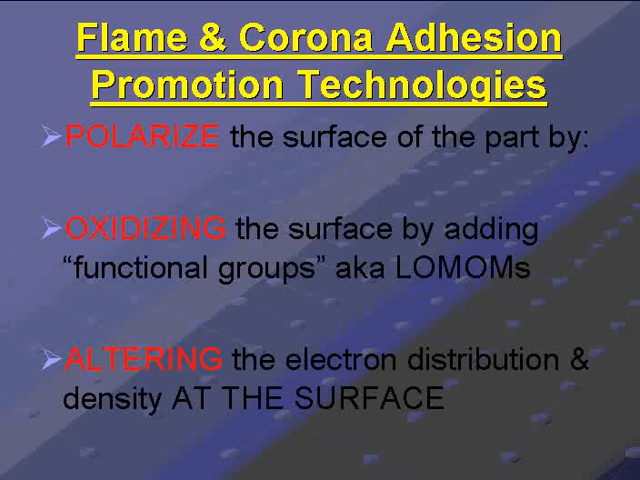 Flame & Corona Adhesion
Promotion Technologies
POLARIZE the surface of the part by:
OXIDIZING the surface by adding
“functional groups” aka LOMOMs
ALTERING the electron distribution &
density AT THE SURFACE